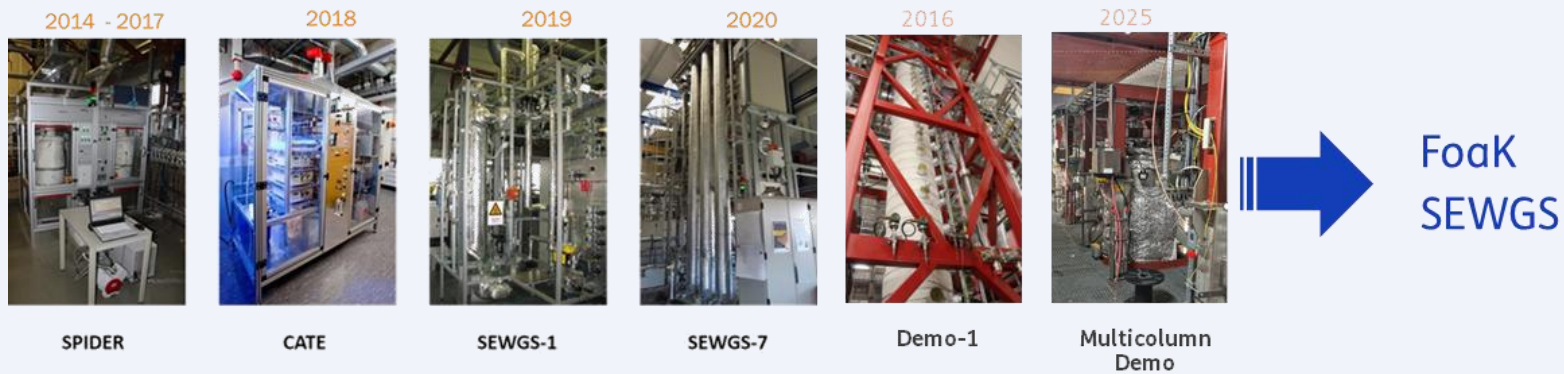 2014 - 2017
2018
2019
2020
2016
2025
FoaK
SEWGS
SPIDER
CATE
SEWGS-1
SEWGS-7
Demo-1
Multicolumn
Demo